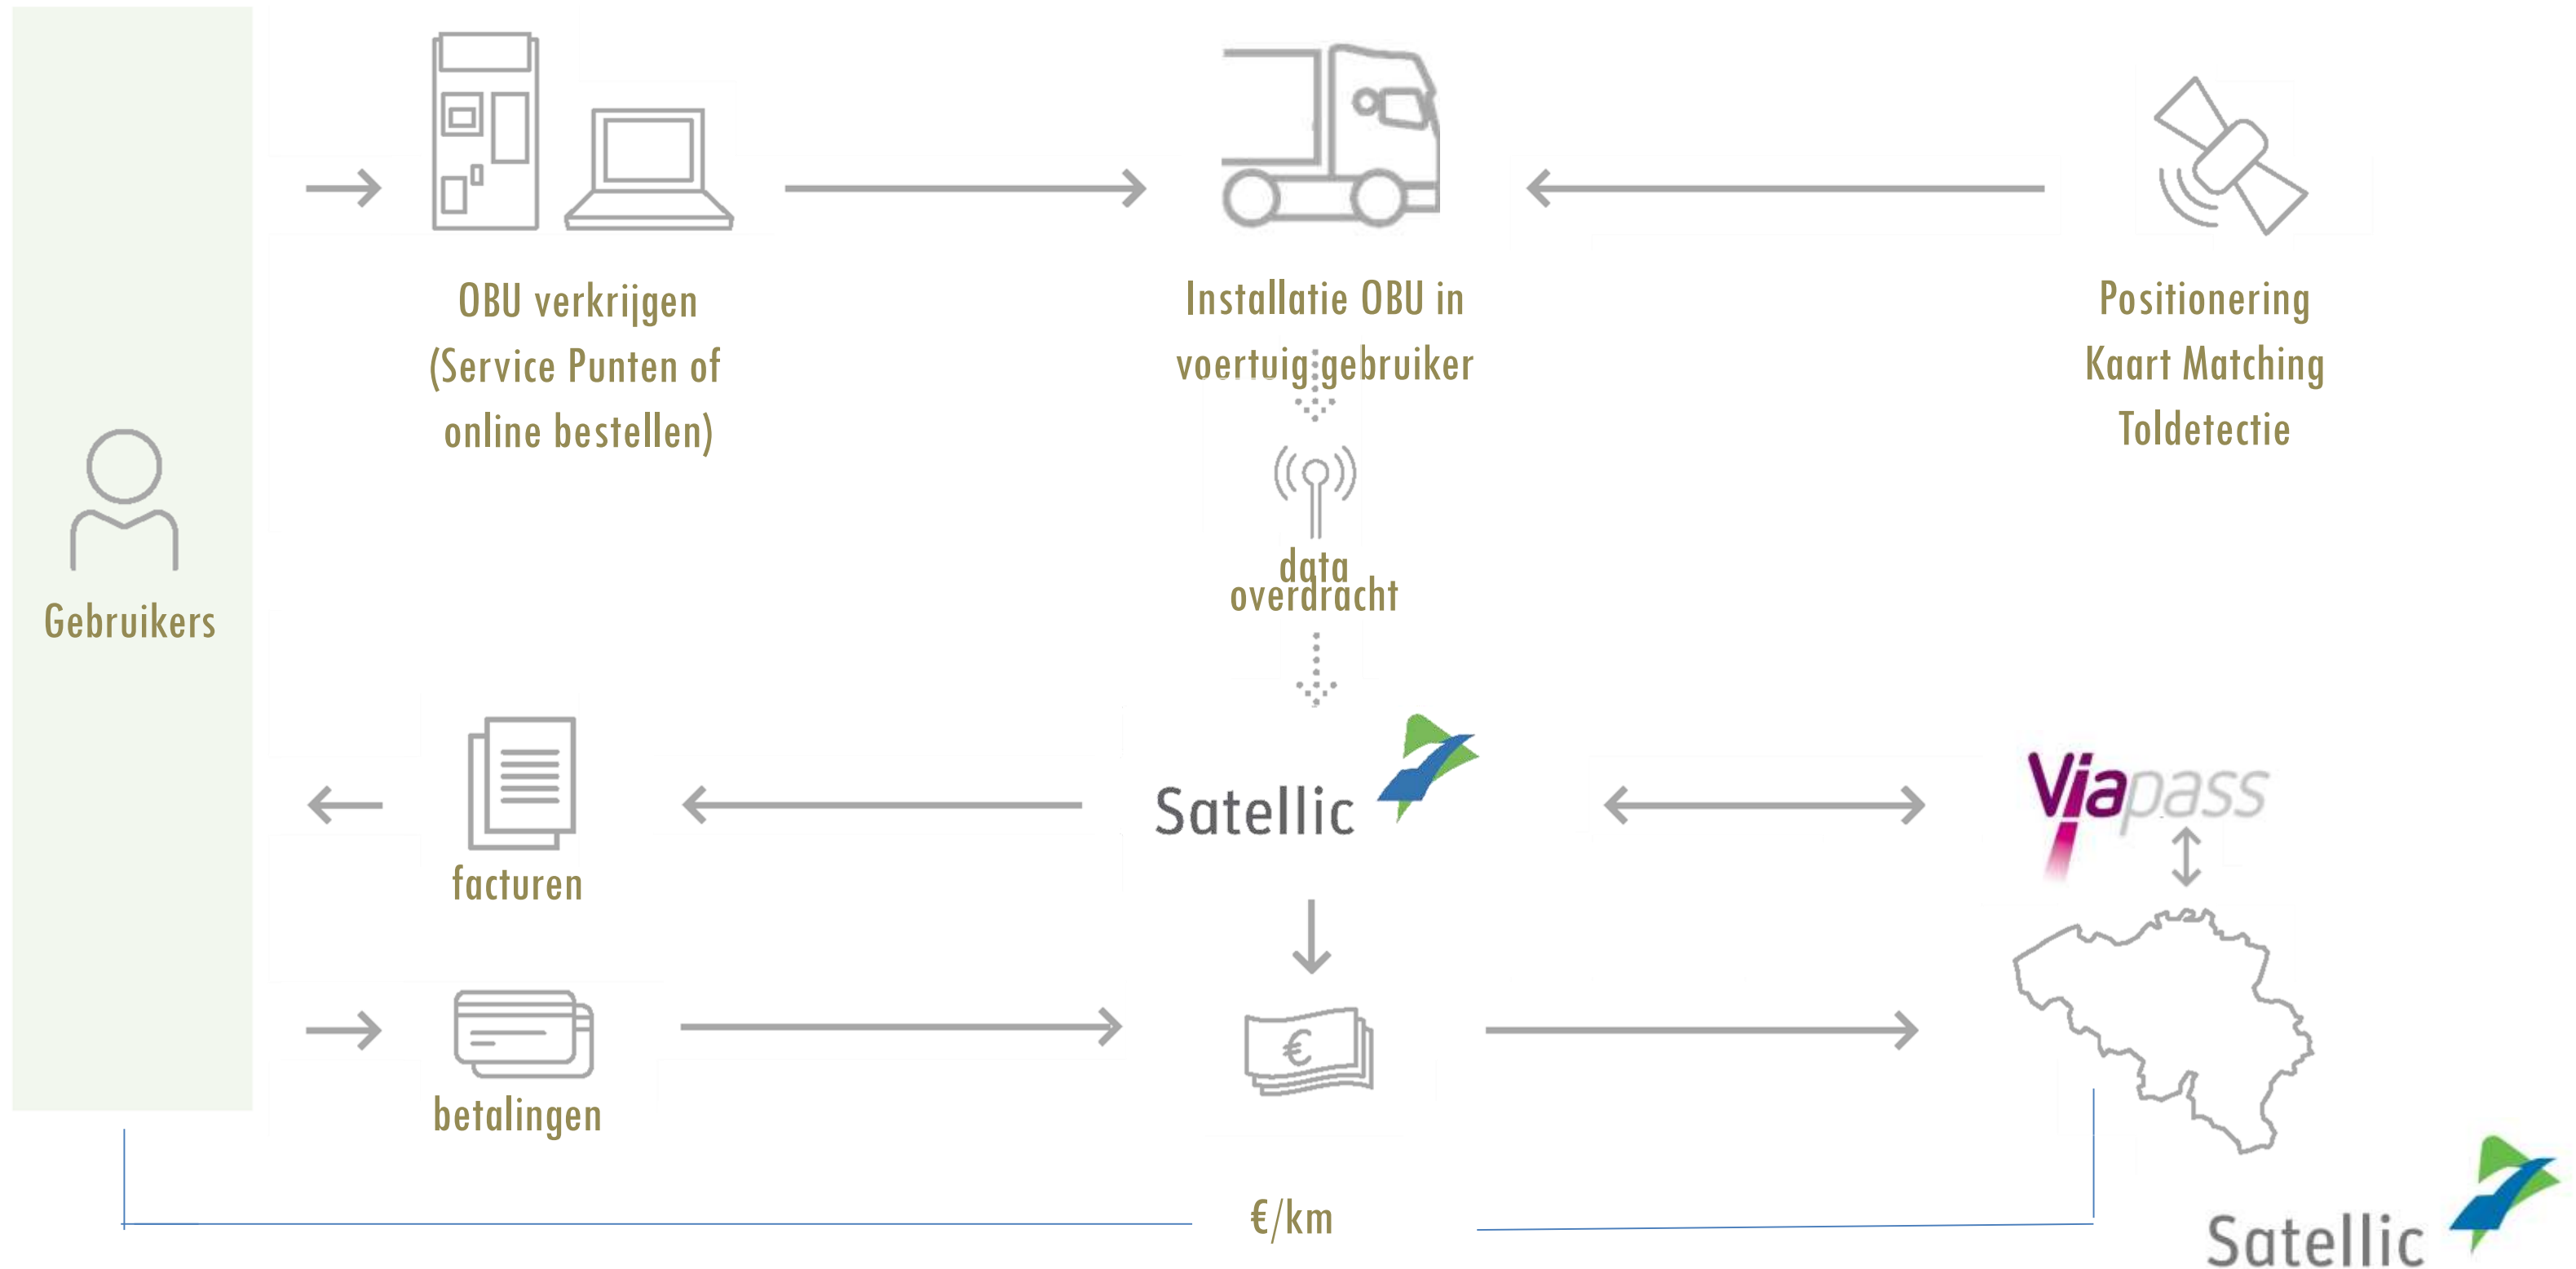 OBU verkrijgen
(Service Punten of
online bestellen)
Installatie OBU in
voertuig gebruiker
Positionering
Kaart Matching
Toldetectie
data
overdracht
Gebruikers
Satellic
Viapass
facturen
€
betalingen
€/km
Satellic